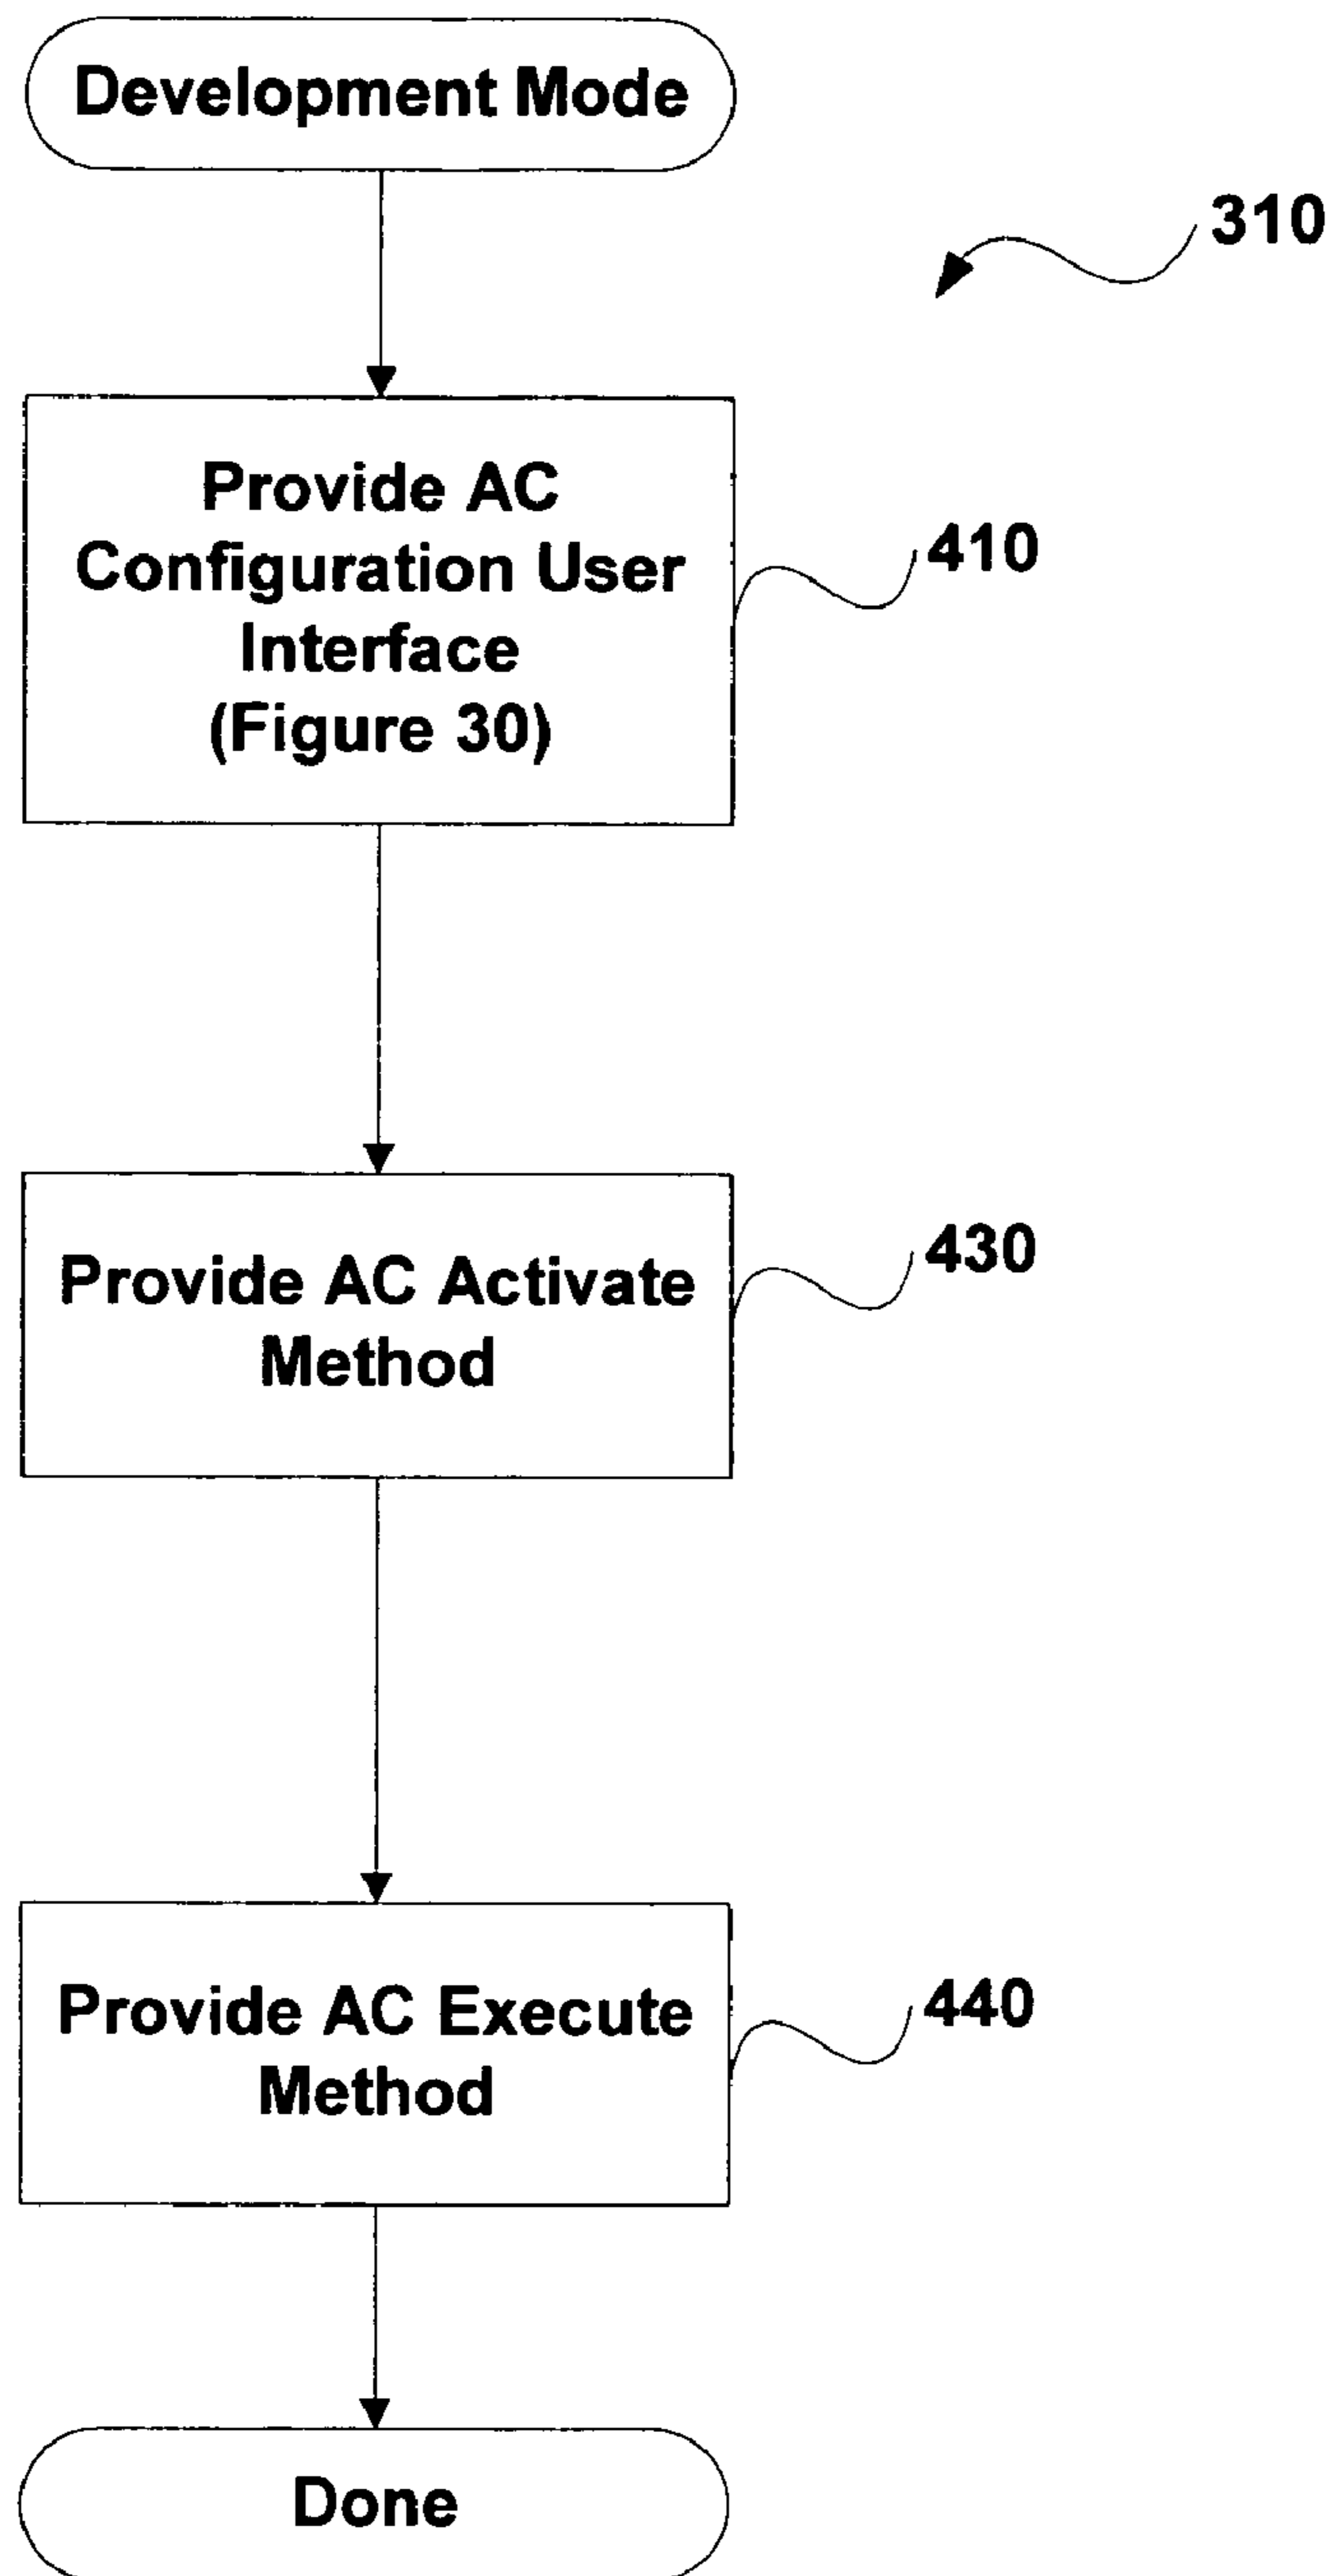 Development Mode
310
Provide AC
Configuration User
Interface
(Figure 30)
410
Provide AC Activate
Method
430
Provide AC Execute
Method
440
Done